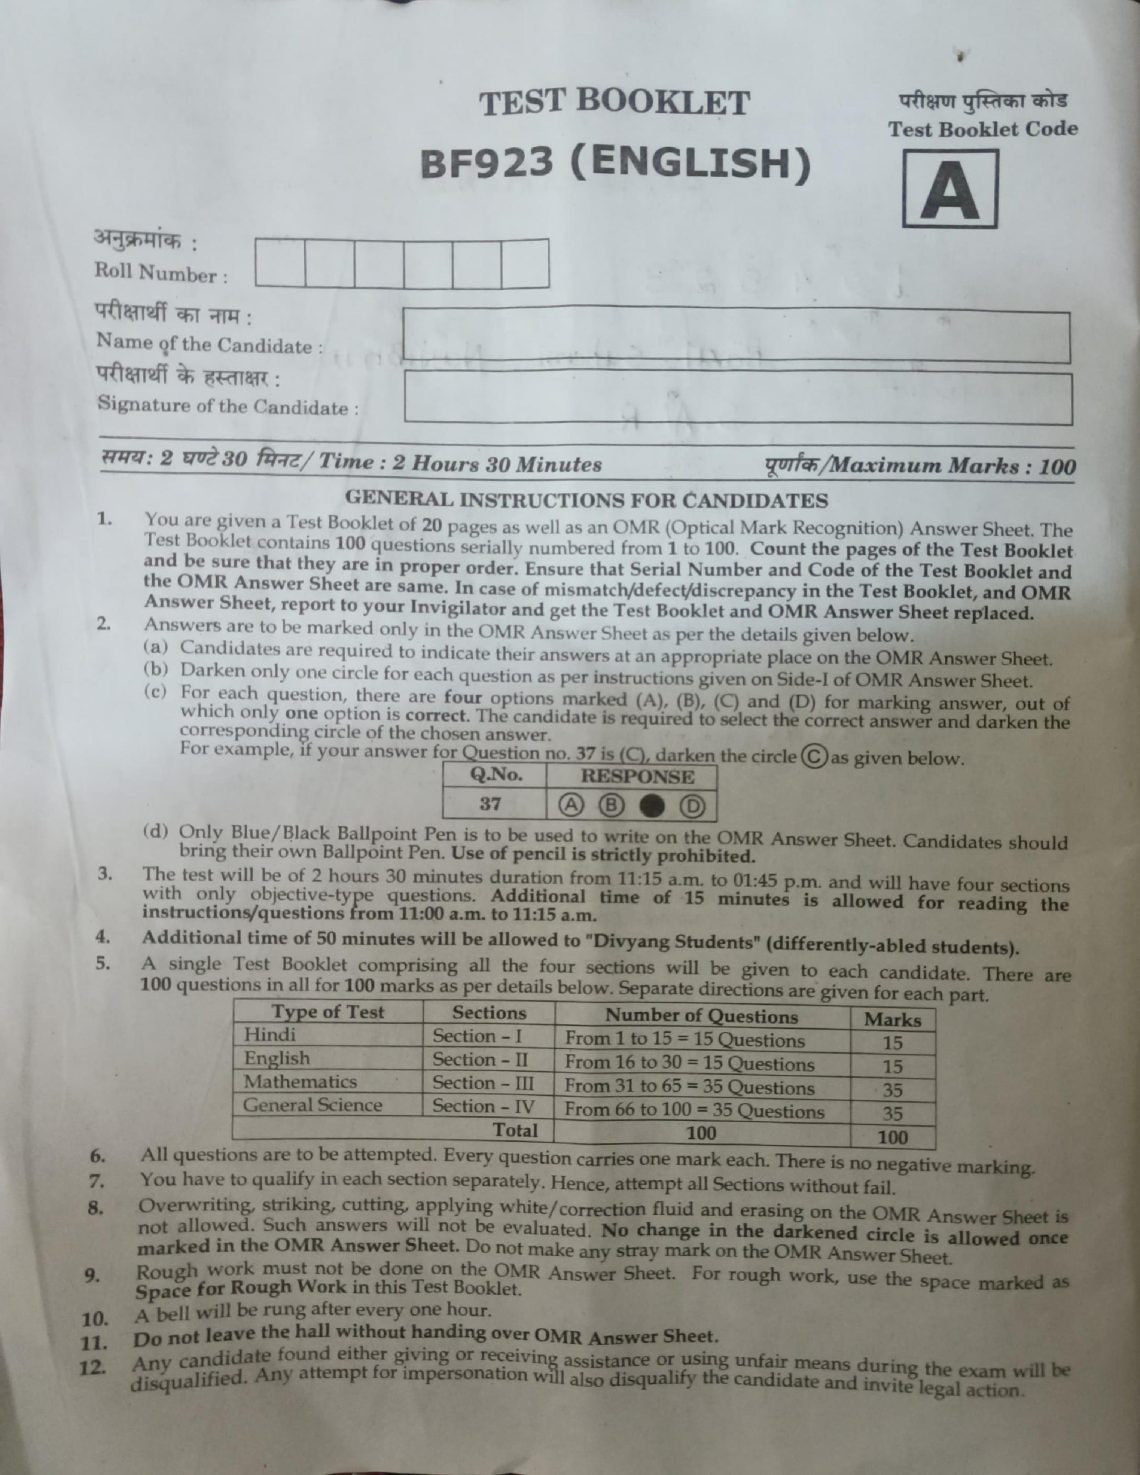 TEST BOOKLET
परीक्षण पुस्तिका कोड
Test Booklet Code
BF923 (ENGLISH)
A
अनुक्रमांक :
Roll Number :
परीक्षार्थी का नाम :
Name of the Candidate :
परीक्षार्थी के हस्ताक्षर :
Signature of the Candidate :
समय: 2 घण्टे 30 मिनट/ Time : 2 Hours 30 Minutes पूर्णांक/Maximum Marks : 100
GENERAL INSTRUCTIONS FOR CANDIDATES
1. You are given a Test Booklet of 20 pages as well as an OMR (Optical Mark Recognition) Answer Sheet. The
Test Booklet contains 100 questions serially numbered from 1 to 100. Count the pages of the Test Booklet
and be sure that they are in proper order. Ensure that Serial Number and Code of the Test Booklet and
the OMR Answer Sheet are same. In case of mismatch/defect/discrepancy in the Test Booklet, and OMR
Answer Sheet, report to your Invigilator and get the Test Booklet and OMR Answer Sheet replaced.
2. Answers are to be marked only in the OMR Answer Sheet as per the details given below.
(a) Candidates are required to indicate their answers at an appropriate place on the OMR Answer Sheet.
(b) Darken only one circle for each question as per instructions given on Side-I of OMR Answer Sheet.
(c) For each question, there are four options marked (A), (B), (C) and (D) for marking answer, out of
which only one option is correct. The candidate is required to select the correct answer and darken the
corresponding circle of the chosen answer.
For example, if your answer for Question no. 37 is (C), darken the circle Ⓒ as given below.
Q.No. RESPONSE
37 Ⓐ Ⓑ ● Ⓓ
(d) Only Blue/Black Ballpoint Pen is to be used to write on the OMR Answer Sheet. Candidates should
bring their own Ballpoint Pen. Use of pencil is strictly prohibited.
3. The test will be of 2 hours 30 minutes duration from 11:15 a.m. to 01:45 p.m. and will have four sections
with only objective-type questions. Additional time of 15 minutes is allowed for reading the
instructions/questions from 11:00 a.m. to 11:15 a.m.
4. Additional time of 50 minutes will be allowed to "Divyang Students" (differently-abled students).
5. A single Test Booklet comprising all the four sections will be given to each candidate. There are
100 questions in all for 100 marks as per details below. Separate directions are given for each part.
Type of Test Sections Number of Questions Marks
Hindi Section – I From 1 to 15 = 15 Questions 15
English Section – II From 16 to 30 = 15 Questions 15
Mathematics Section – III From 31 to 65 = 35 Questions 35
General Science Section – IV From 66 to 100 = 35 Questions 35
Total 100 100
6. All questions are to be attempted. Every question carries one mark each. There is no negative marking.
7. You have to qualify in each section separately. Hence, attempt all Sections without fail.
8. Overwriting, striking, cutting, applying white/correction fluid and erasing on the OMR Answer Sheet is
not allowed. Such answers will not be evaluated. No change in the darkened circle is allowed once
marked in the OMR Answer Sheet. Do not make any stray mark on the OMR Answer Sheet.
9. Rough work must not be done on the OMR Answer Sheet. For rough work, use the space marked as
Space for Rough Work in this Test Booklet.
10. A bell will be rung after every one hour.
11. Do not leave the hall without handing over OMR Answer Sheet.
12. Any candidate found either giving or receiving assistance or using unfair means during the exam will be
disqualified. Any attempt for impersonation will also disqualify the candidate and invite legal action.